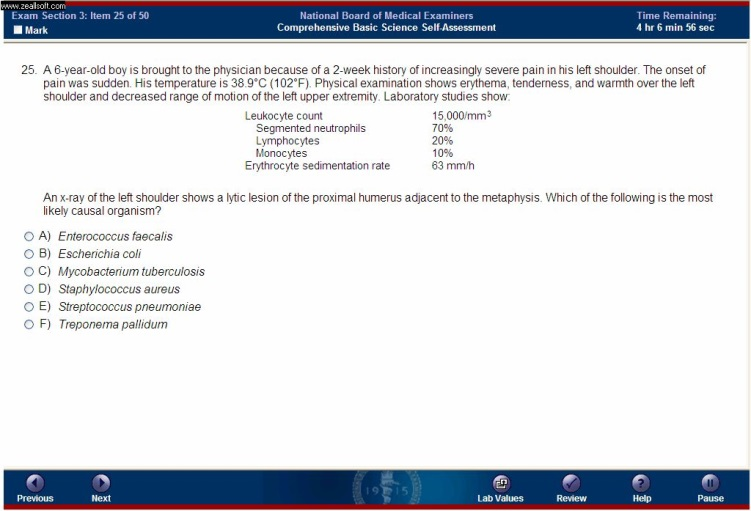 www.zeallsoft.com
Exam Section 3: Item 25 of 50
National Board of Medical Examiners
Time Remaining:
Mark
Comprehensive Basic Science Self-Assessment
4 hr 6 min 56 sec
25. A 6-year-old boy is brought to the physician because of a 2-week history of increasingly severe pain in his left shoulder. The onset of
pain was sudden. His temperature is 38.9°C (102°F). Physical examination shows erythema, tenderness, and warmth over the left
shoulder and decreased range of motion of the left upper extremity. Laboratory studies show:
Leukocyte count 15,000/mm³
Segmented neutrophils 70%
Lymphocytes 20%
Monocytes 10%
Erythrocyte sedimentation rate 63 mm/h
An x-ray of the left shoulder shows a lytic lesion of the proximal humerus adjacent to the metaphysis. Which of the following is the most
likely causal organism?
A) Enterococcus faecalis
B) Escherichia coli
C) Mycobacterium tuberculosis
D) Staphylococcus aureus
E) Streptococcus pneumoniae
F) Treponema pallidum
1915
Previous
Next
Lab Values
Review
Help
Pause